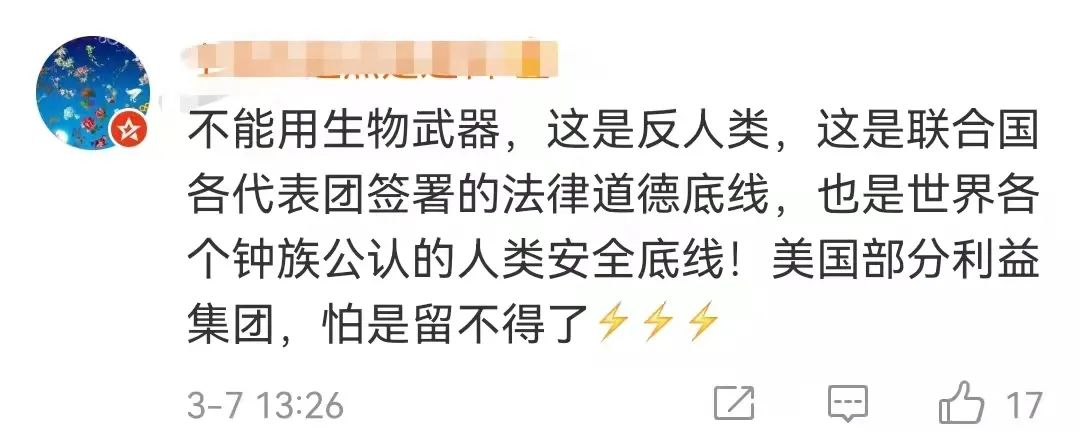 不能用生物武器，这是反人类，这是联合国
各代表团签署的法律道德底线，也是世界各
个钟族公认的人类安全底线！美国部分利益
集团，怕是留不得了⚡⚡⚡
3-7 13:26
17